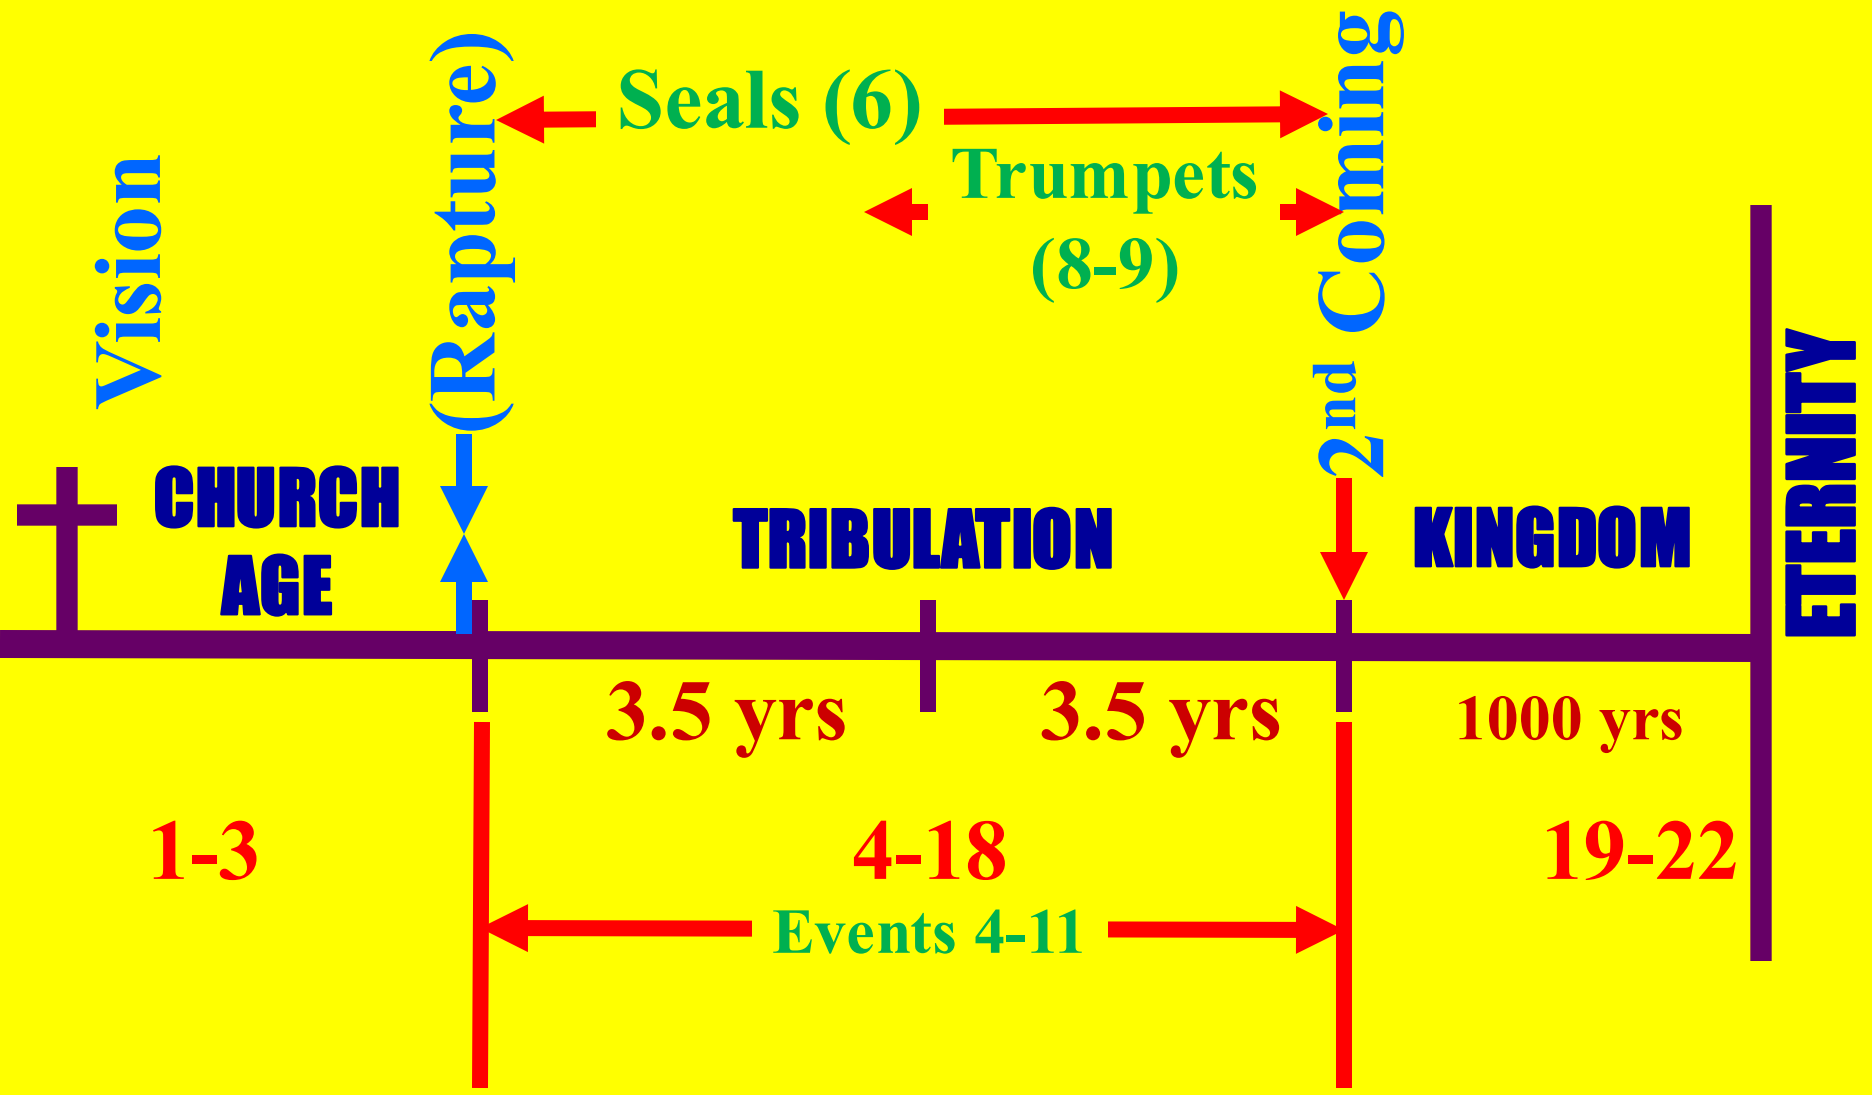 Vision
(Rapture)
Seals (6)
Trumpets
(8-9)
2nd Coming
CHURCH
AGE
TRIBULATION
KINGDOM
ETERNITY
3.5 yrs
3.5 yrs
1000 yrs
1-3
4-18
19-22
Events 4-11